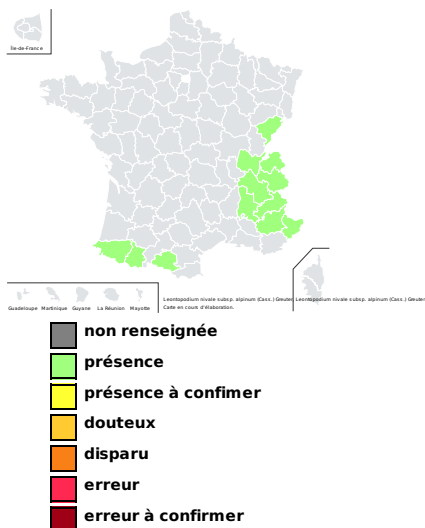 Île-de-France
Guadeloupe Martinique Guyane La Réunion Mayotte
Leontopodium nivale subsp. alpinum (Cass.) Greuter
Leontopodium nivale subsp. alpinum (Cass.) Greuter
Carte en cours d'élaboration.
non renseignée
présence
présence à confimer
douteux
disparu
erreur
erreur à confirmer